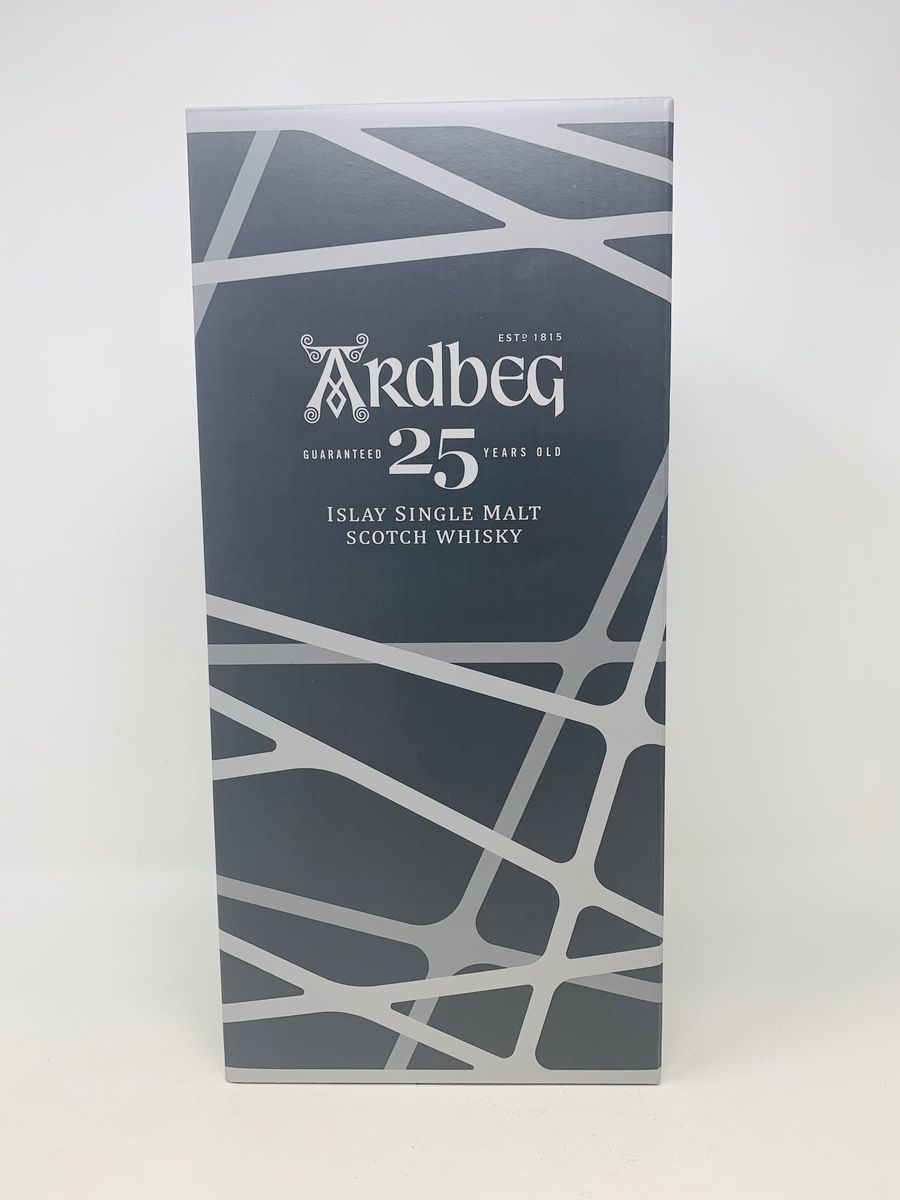 ESTD 1815
ARDBEG
GUARANTEED 25 YEARS OLD
ISLAY SINGLE MALT
SCOTCH WHISKY